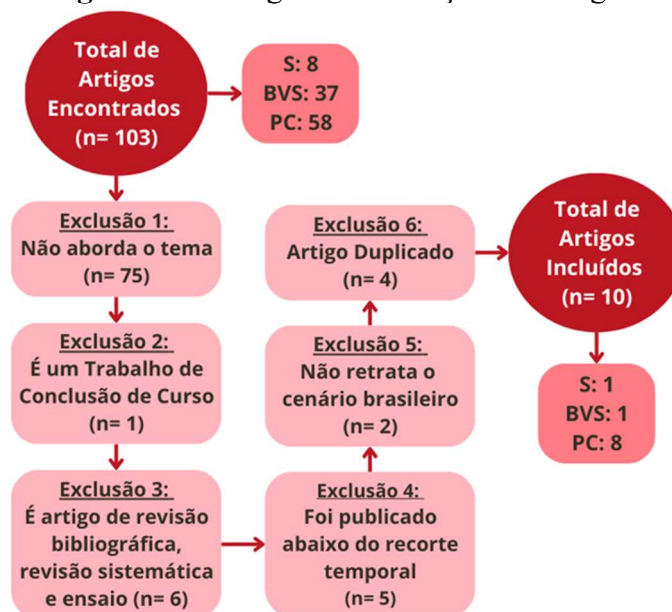 Total de
Artigos
Encontrados
(n= 103)
S: 8
BVS: 37
PC: 58
Exclusão 1:
Não aborda o tema
(n= 75)
Exclusão 2:
É um Trabalho de
Conclusão de Curso
(n= 1)
Exclusão 3:
É artigo de revisão
bibliográfica,
revisão sistemática
e ensaio (n= 6)
Exclusão 4:
Foi publicado
abaixo do recorte
temporal
(n= 5)
Exclusão 5:
Não retrata o
cenário brasileiro
(n= 2)
Exclusão 6:
Artigo Duplicado
(n= 4)
Total de
Artigos
Incluídos
(n= 10)
S: 1
BVS: 1
PC: 8